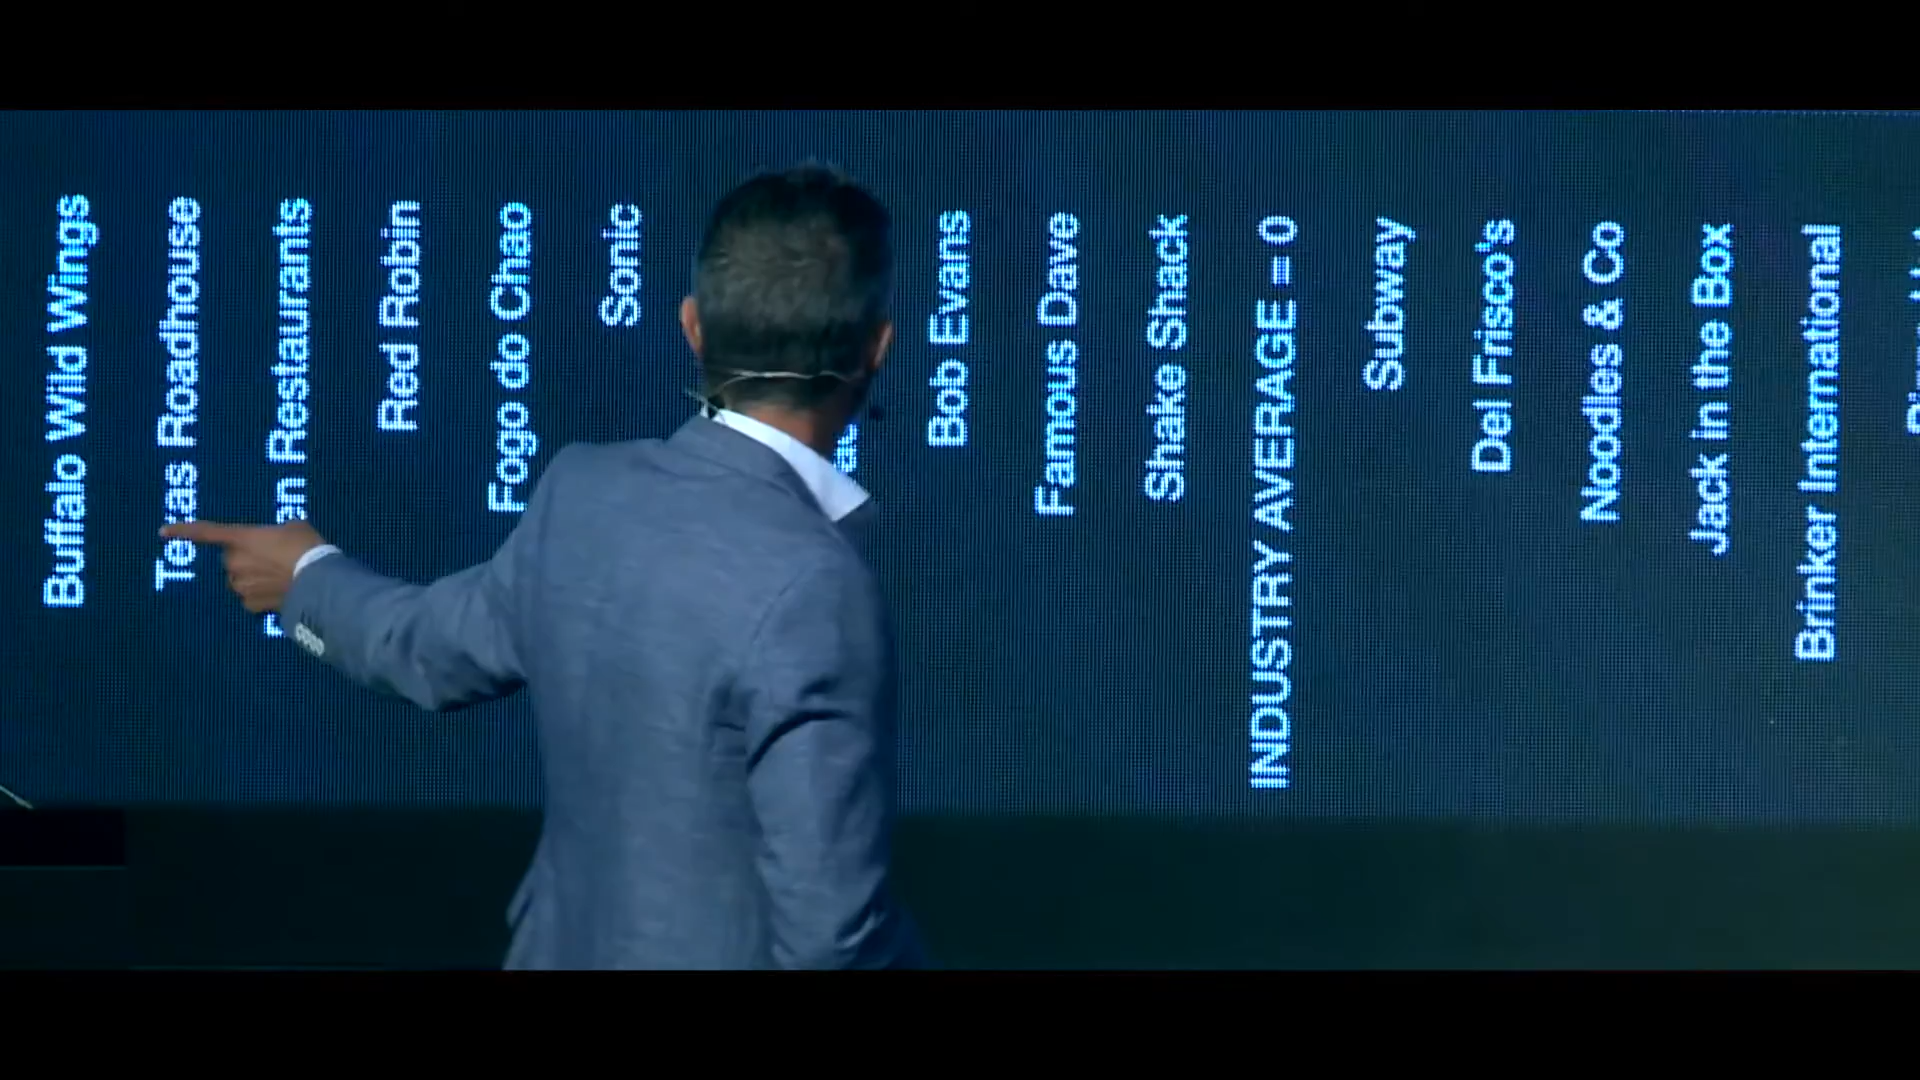 Buffalo Wild Wings
Texas Roadhouse
Restaurants
Red Robin
Fogo do Chao
Sonic
Bob Evans
Famous Dave
Shake Shack
INDUSTRY AVERAGE = 0
Subway
Del Frisco's
Noodles & Co
Jack in the Box
Brinker International